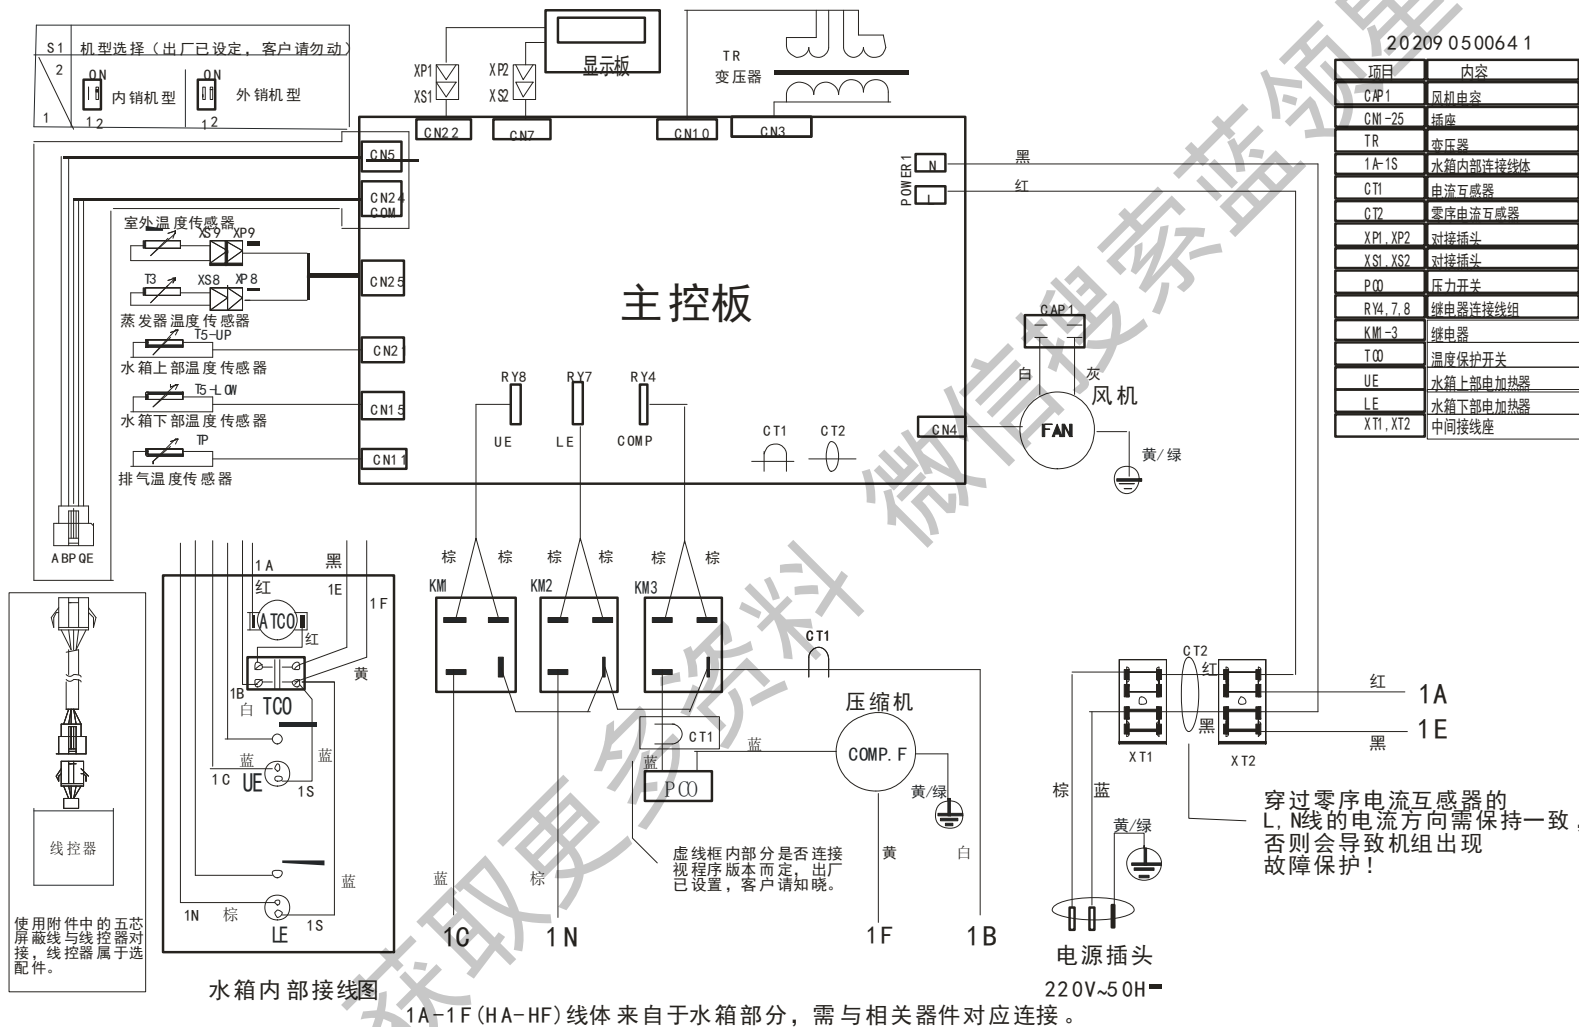 S1 机型选择（出厂已设定，客户请勿动）
2
1
ON
内销机型
1 2
ON
外销机型
1 2
XP1
XS1
XP2
XS2
显示板
TR
变压器
202090500641
项目 内容
CAP1 风机电容
CN1-25 插座
TR 变压器
1A-1S 水箱内部连接线体
CT1 电流互感器
CT2 零序电流互感器
XP1,XP2 对接插头
XS1,XS2 对接插头
PCO 压力开关
RY4,7,8 继电器连接线组
KM1-3 继电器
TCO 温度保护开关
UE 水箱上部电加热器
LE 水箱下部电加热器
XT1,XT2 中间接线座
CN22
CN7
CN10
CN3
CN5
CN24
COM
CN25
CN21
CN15
CN11
CN4
POWER1
N
L
黑
红
主控板
室外温度传感器
XS9 XP9
T3 XS8 XP8
蒸发器温度传感器
T5-UP
水箱上部温度传感器
T5-LOW
水箱下部温度传感器
TP
排气温度传感器
RY8 RY7 RY4
UE LE COMP
CT1 CT2
CAP1
白 灰
风机
FAN
黄/绿
ABPQE
线控器
使用附件中的五芯
屏蔽线与线控器对
接，线控器属于选
配件。
1A
红
黑
1E
1F
ATCO
红
黄
1B
白
TCO
蓝
蓝
1C
UE
1S
蓝
1N
棕
LE
1S
水箱内部接线图
棕 棕 棕 棕 棕 棕
KM1 KM2 KM3
CT1
CT1
蓝
蓝
PCO
压缩机
COMP.F
黄/绿
虚线框内部分是否连接
视程序版本而定，出厂
已设置，客户请知晓。
蓝 棕 黄 白
1C 1N 1F 1B
CT2
红
黑
XT1 XT2
红
1A
1E
黑
棕 蓝
黄/绿
穿过零序电流互感器的
L,N线的电流方向需保持一致，
否则会导致机组出现
故障保护！
电源插头
220V~50H
1A-1F(HA-HF)线体来自于水箱部分，需与相关器件对应连接。
获取更多资料 微信搜索蓝领星